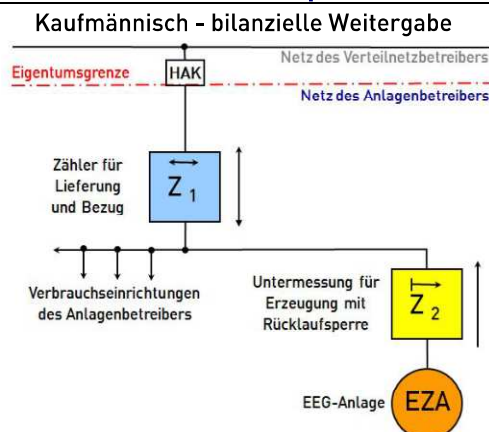 Kaufmännisch - bilanzielle Weitergabe
Netz des Verteilnetzbetreibers
Eigentumsgrenze
HAK
Netz des Anlagenbetreibers
Zähler für
Lieferung
und Bezug
Z 1
Verbrauchseinrichtungen
des Anlagenbetreibers
Untermessung für
Erzeugung mit
Rücklaufsperre
Z 2
EEG-Anlage
EZA